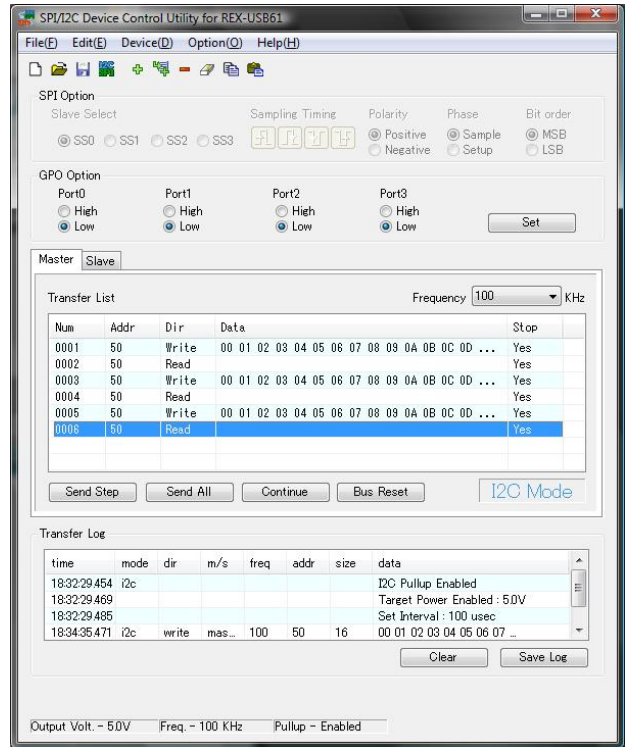 SPI/I2C Device Control Utility for REX-USB61
File(F) Edit(E) Device(D) Option(O) Help(H)
SPI Option
Slave Select Sampling Timing Polarity Phase Bit order
SS0 SS1 SS2 SS3 Positive Sample MSB
Negative Setup LSB
GPO Option
Port0 Port1 Port2 Port3
High High High High
Low Low Low Low Set
Master Slave
Transfer List Frequency 100 KHz
Num Addr Dir Data Stop
0001 50 Write 00 01 02 03 04 05 06 07 08 09 0A 0B 0C 0D ... Yes
0002 50 Read Yes
0003 50 Write 00 01 02 03 04 05 06 07 08 09 0A 0B 0C 0D ... Yes
0004 50 Read Yes
0005 50 Write 00 01 02 03 04 05 06 07 08 09 0A 0B 0C 0D ... Yes
0006 50 Read Yes
Send Step Send All Continue Bus Reset I2C Mode
Transfer Log
time mode dir m/s freq addr size data
18:32:29.454 i2c I2C Pullup Enabled
18:32:29.469 Target Power Enabled : 5.0V
18:32:29.485 Set Interval : 100 usec
18:34:35.471 i2c write mas... 100 50 16 00 01 02 03 04 05 06 07 ...
Clear Save Log
Output Volt. - 5.0V Freq. - 100 KHz Pullup - Enabled